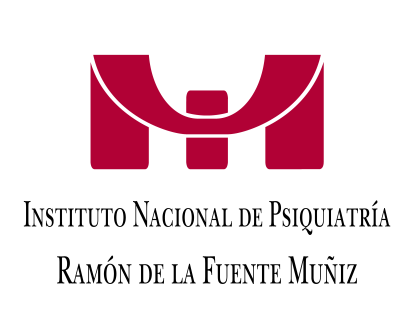 Instituto Nacional de Psiquiatría
Ramón de la Fuente Muñiz